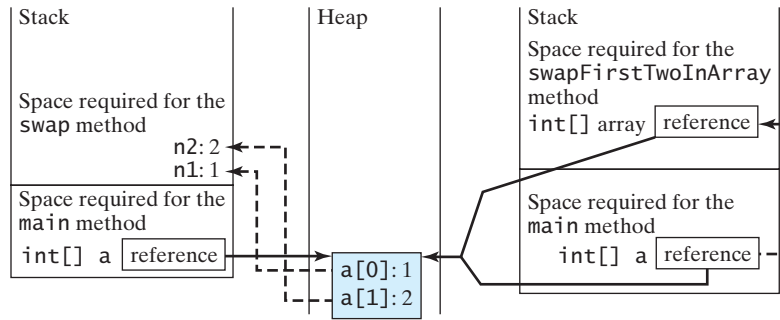 Stack
Space required for the
swap method
n2: 2
n1: 1
Space required for the
main method
int[] a reference
Heap
a[0]: 1
a[1]: 2
Stack
Space required for the
swapFirstTwoInArray
method
int[] array reference
Space required for the
main method
int[] a reference